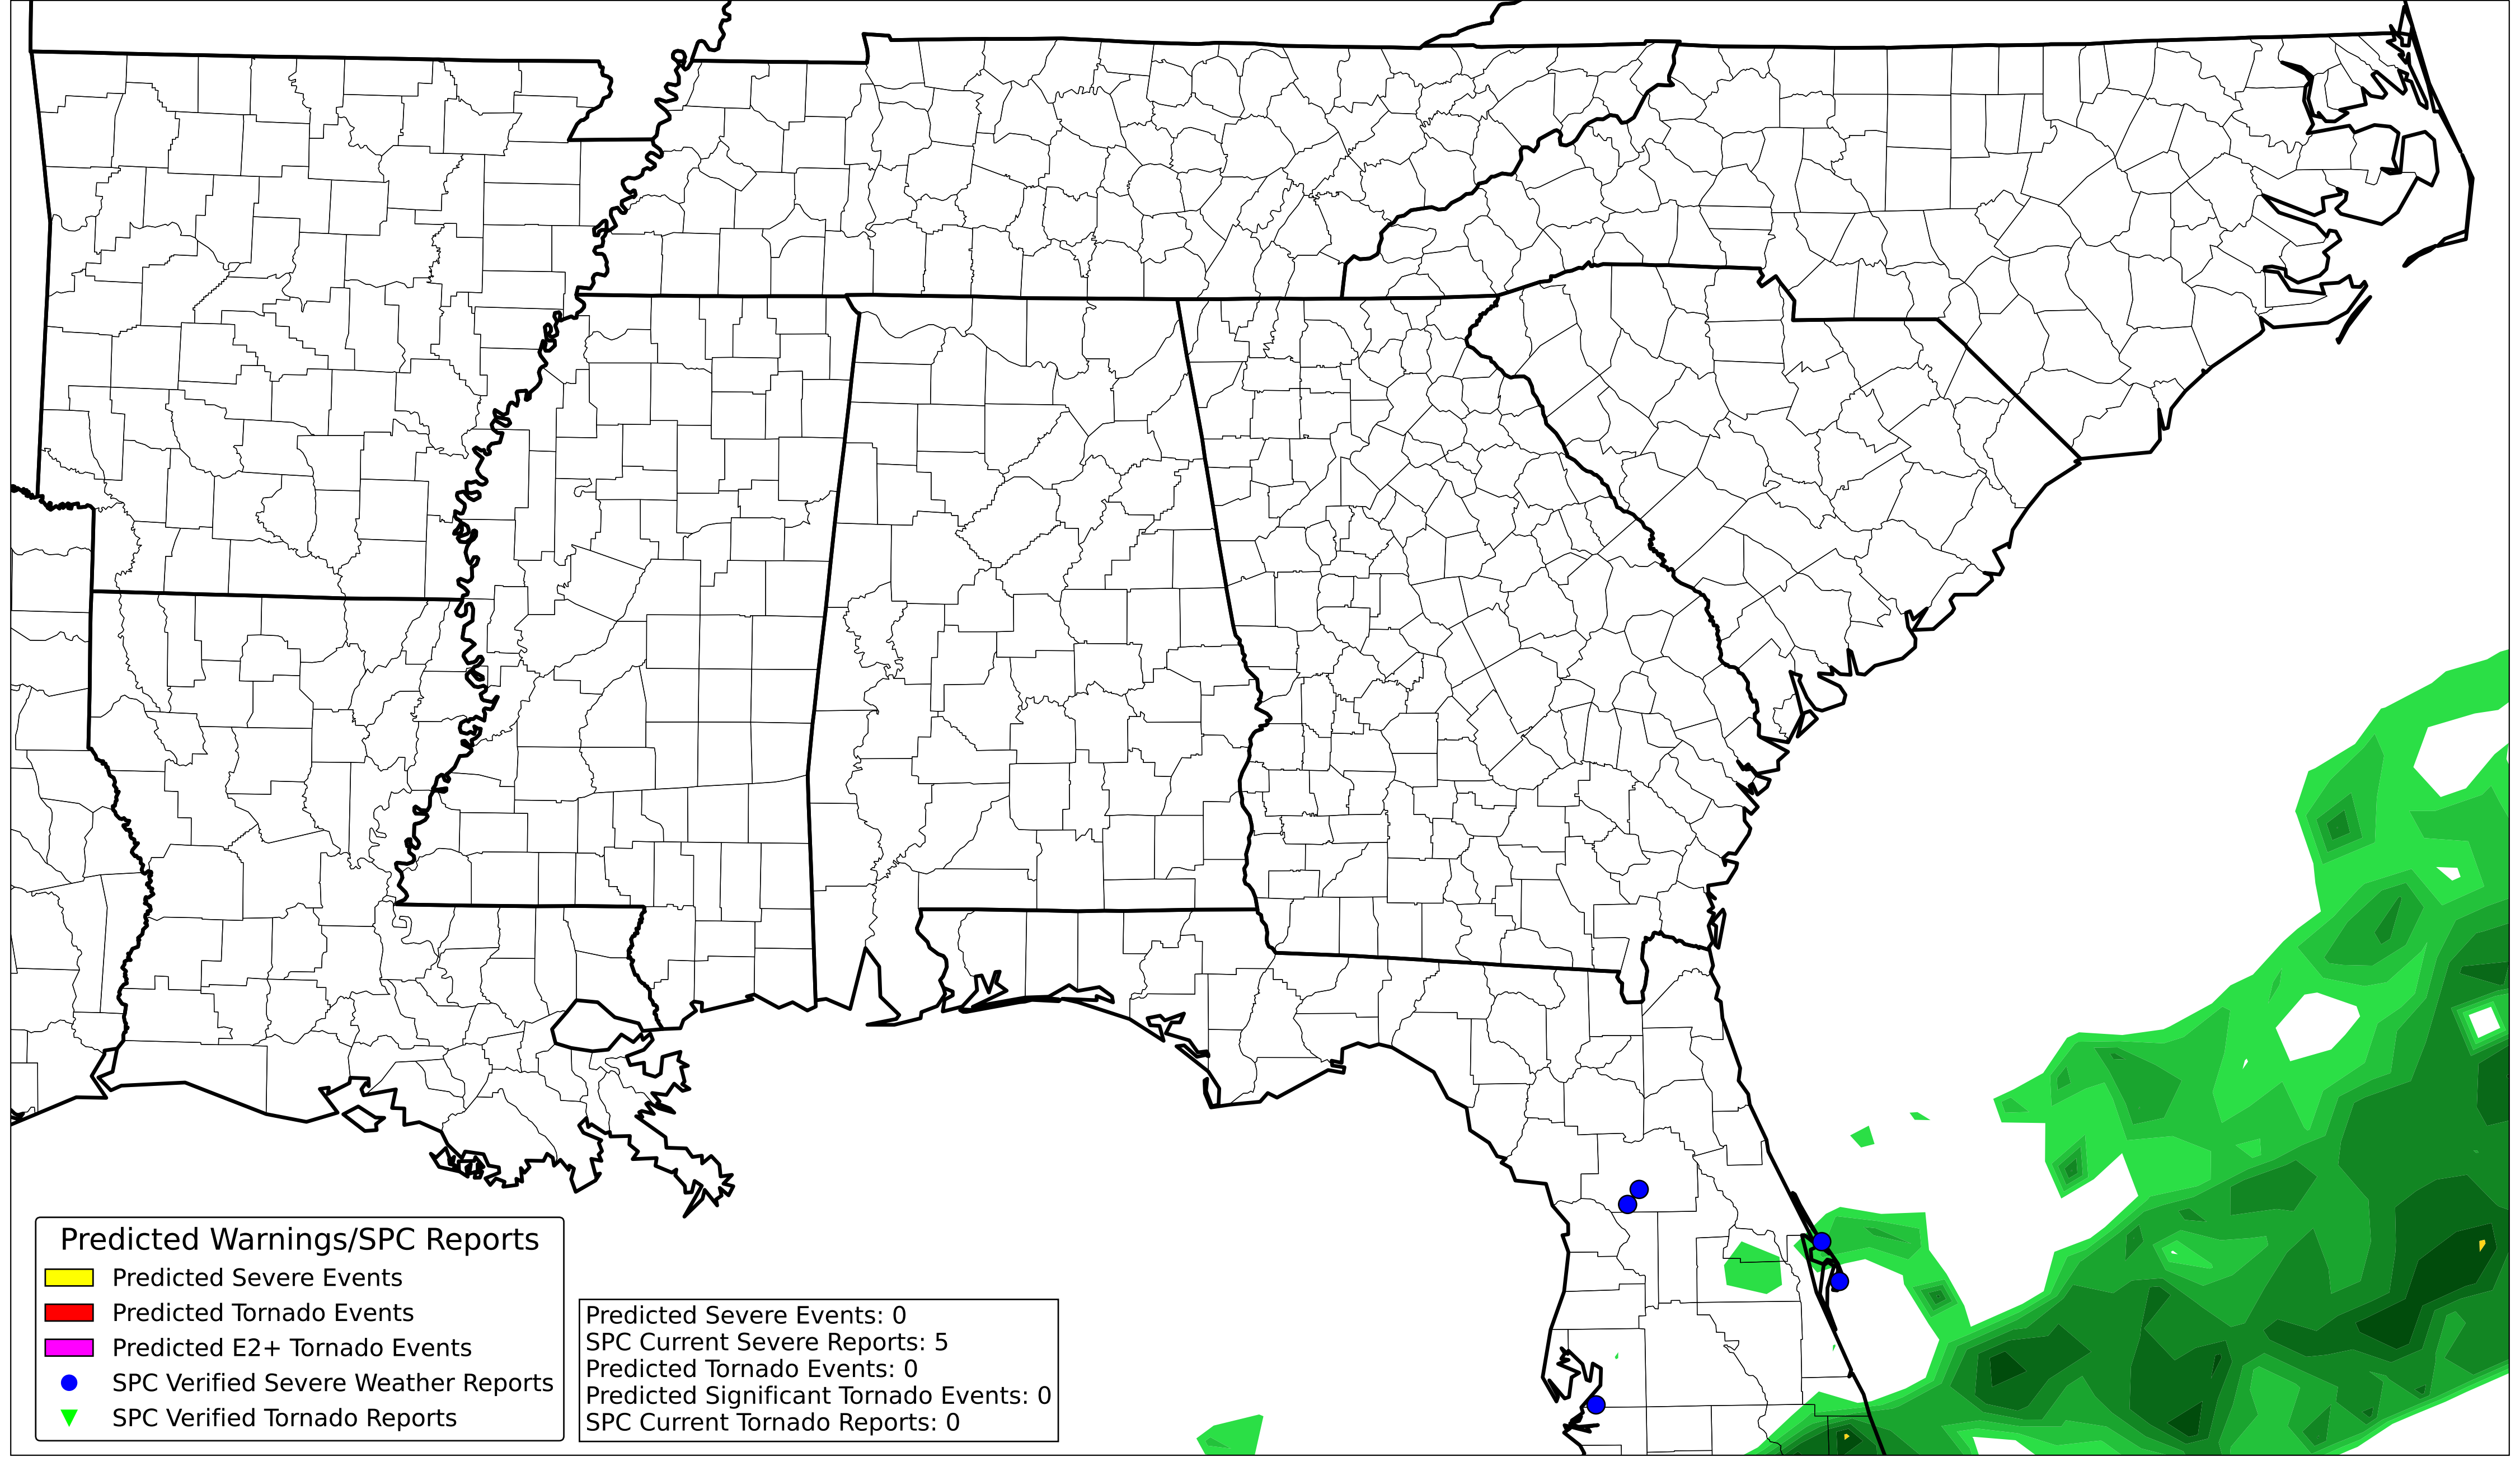 Predicted Warnings/SPC Reports
Predicted Severe Events
Predicted Tornado Events
Predicted E2+ Tornado Events
SPC Verified Severe Weather Reports
SPC Verified Tornado Reports
Predicted Severe Events: 0
SPC Current Severe Reports: 5
Predicted Tornado Events: 0
Predicted Significant Tornado Events: 0
SPC Current Tornado Reports: 0